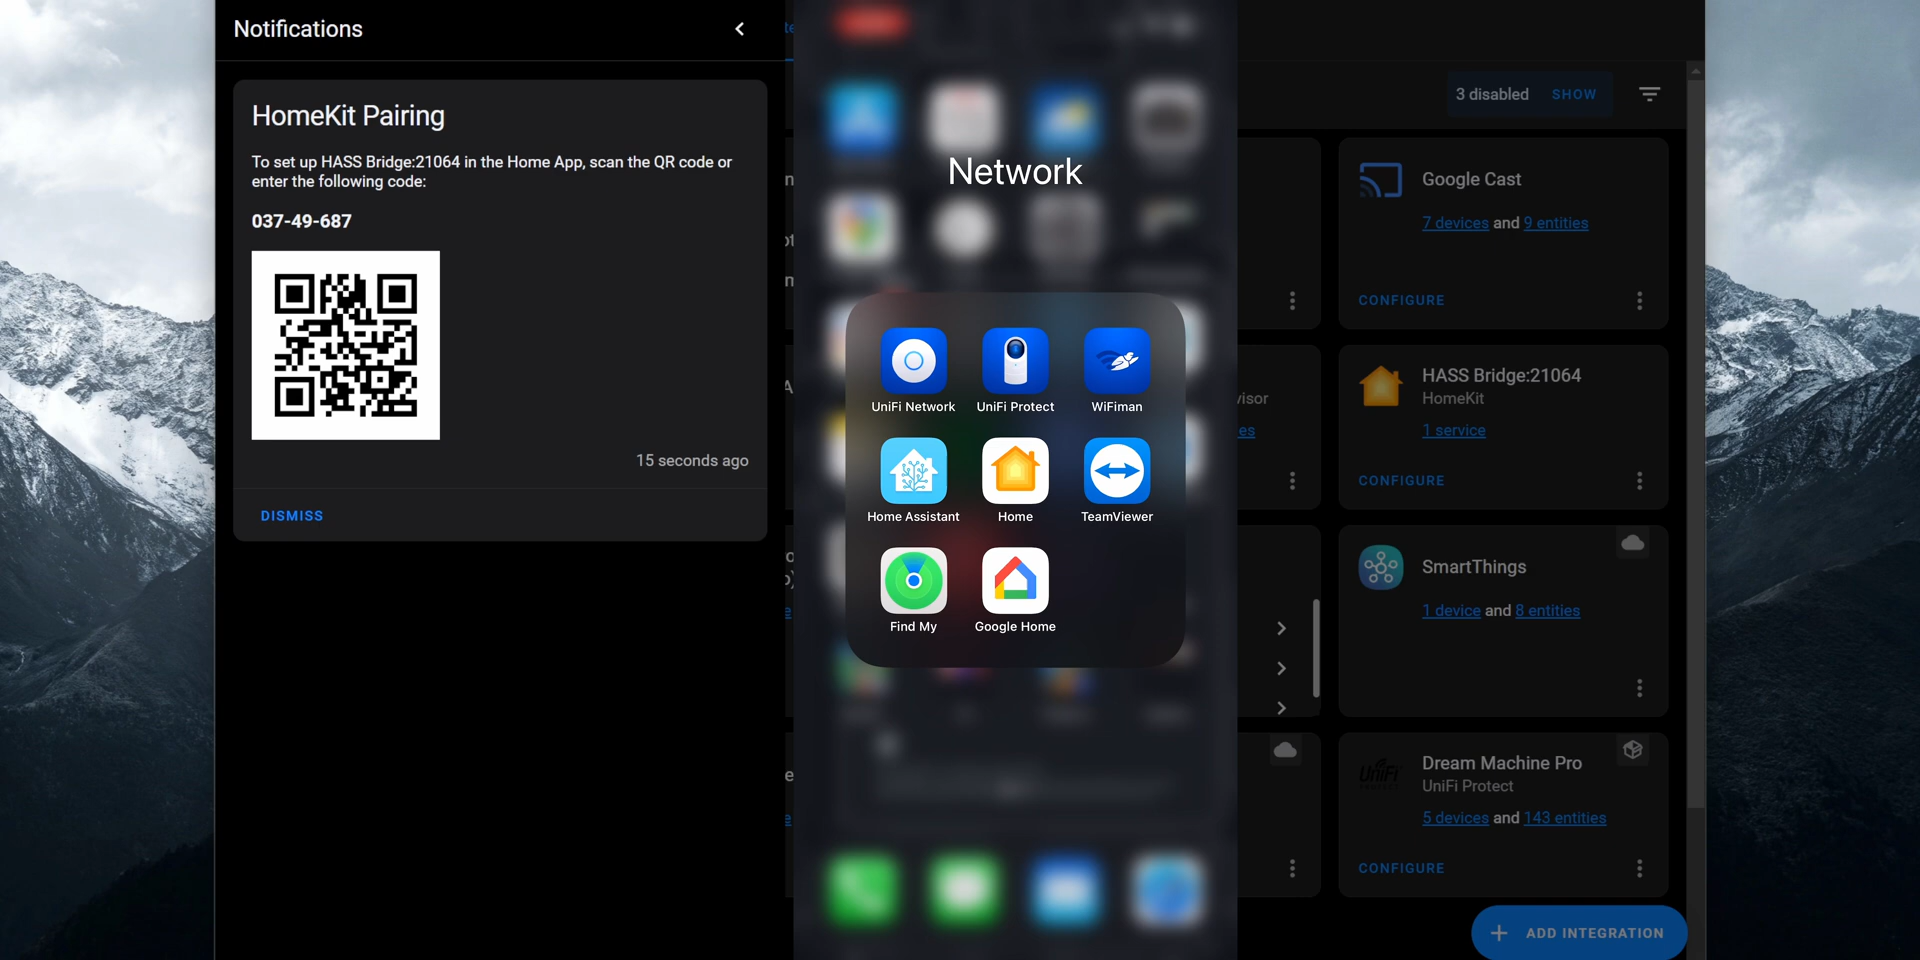 Notifications
HomeKit Pairing
To set up HASS Bridge:21064 in the Home App, scan the QR code or
enter the following code:
037-49-687
15 seconds ago
DISMISS
Network
UniFi Network
UniFi Protect
WiFiman
Home Assistant
Home
TeamViewer
Find My
Google Home
3 disabled
SHOW
Google Cast
7 devices and 9 entities
CONFIGURE
visor
es
HASS Bridge:21064
HomeKit
1 service
CONFIGURE
SmartThings
1 device and 8 entities
UniFi
Dream Machine Pro
UniFi Protect
5 devices and 143 entities
CONFIGURE
ADD INTEGRATION